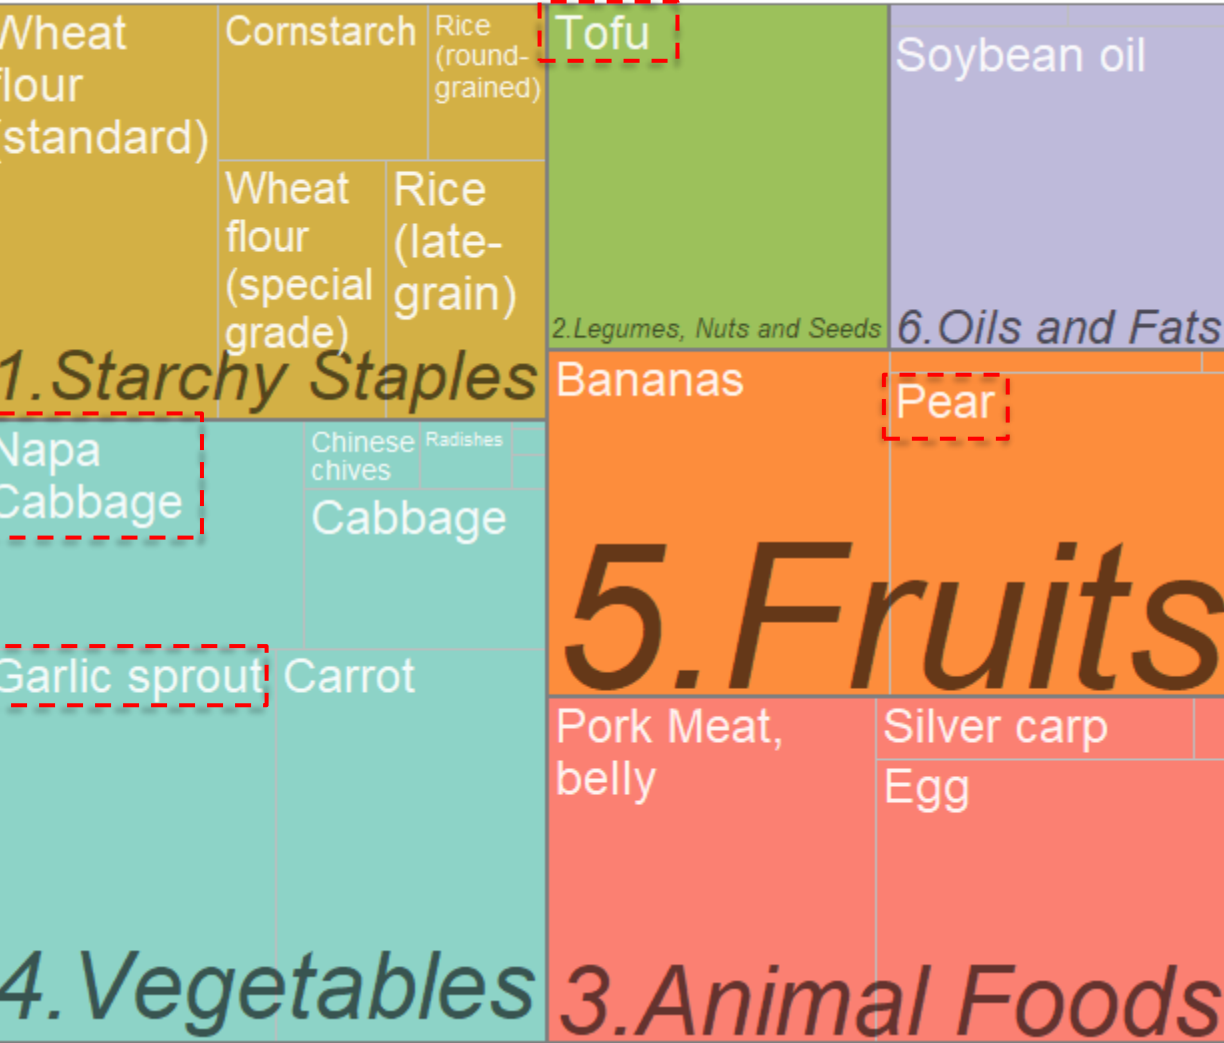 Wheat
flour
(standard)
Cornstarch
Rice
(round-
grained)
Wheat
flour
(special
grade)
Rice
(late-
grain)
1.Starchy Staples
Tofu
2.Legumes, Nuts and Seeds
Soybean oil
6.Oils and Fats
Napa
Cabbage
Chinese
chives
Radishes
Cabbage
Garlic sprout
Carrot
4.Vegetables
Bananas
Pear
5.Fruits
Pork Meat,
belly
Silver carp
Egg
3.Animal Foods